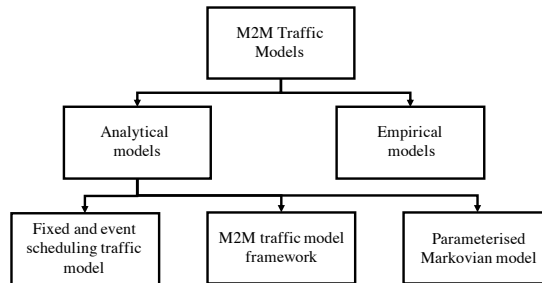 M2M Traffic
Models
Analytical
models
Empirical
models
Fixed and event
scheduling traffic
model
M2M traffic model
framework
Parameterised
Markovian model